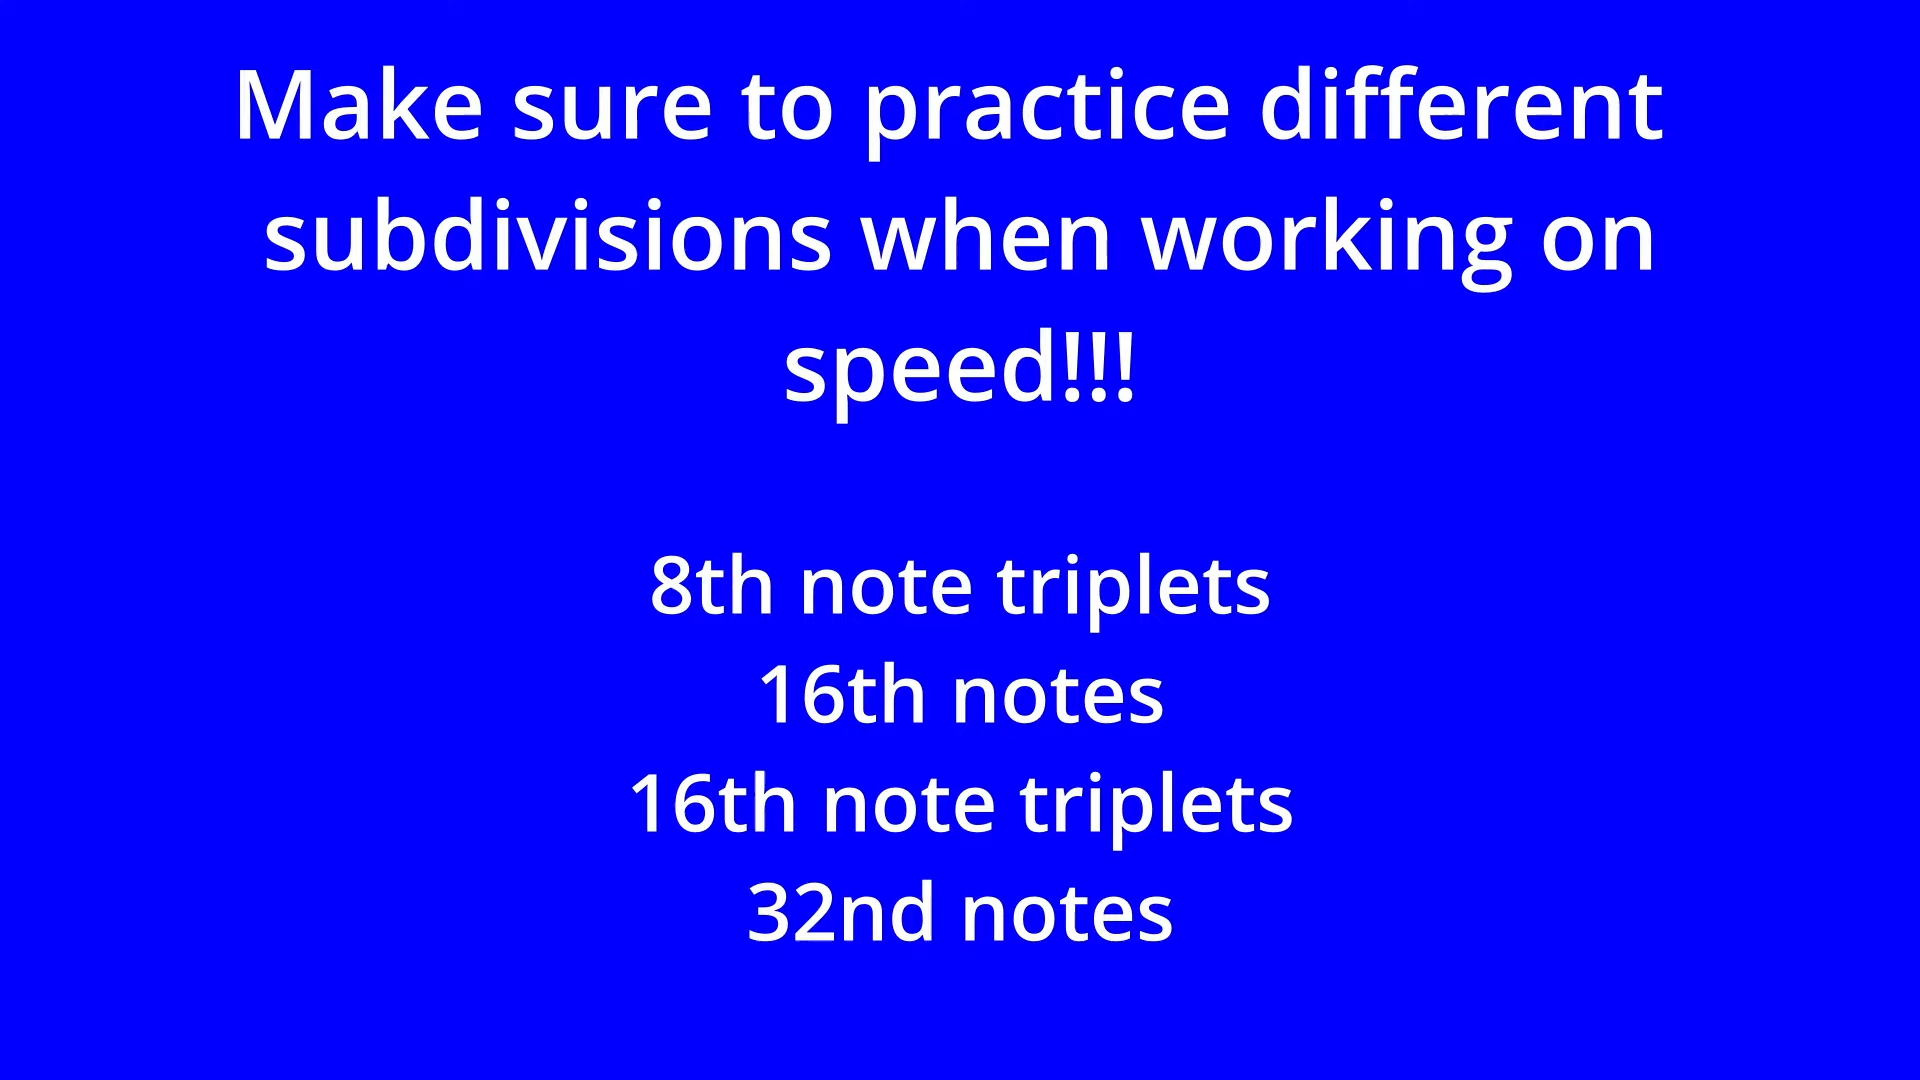 Make sure to practice different
subdivisions when working on
speed!!!
8th note triplets
16th notes
16th note triplets
32nd notes